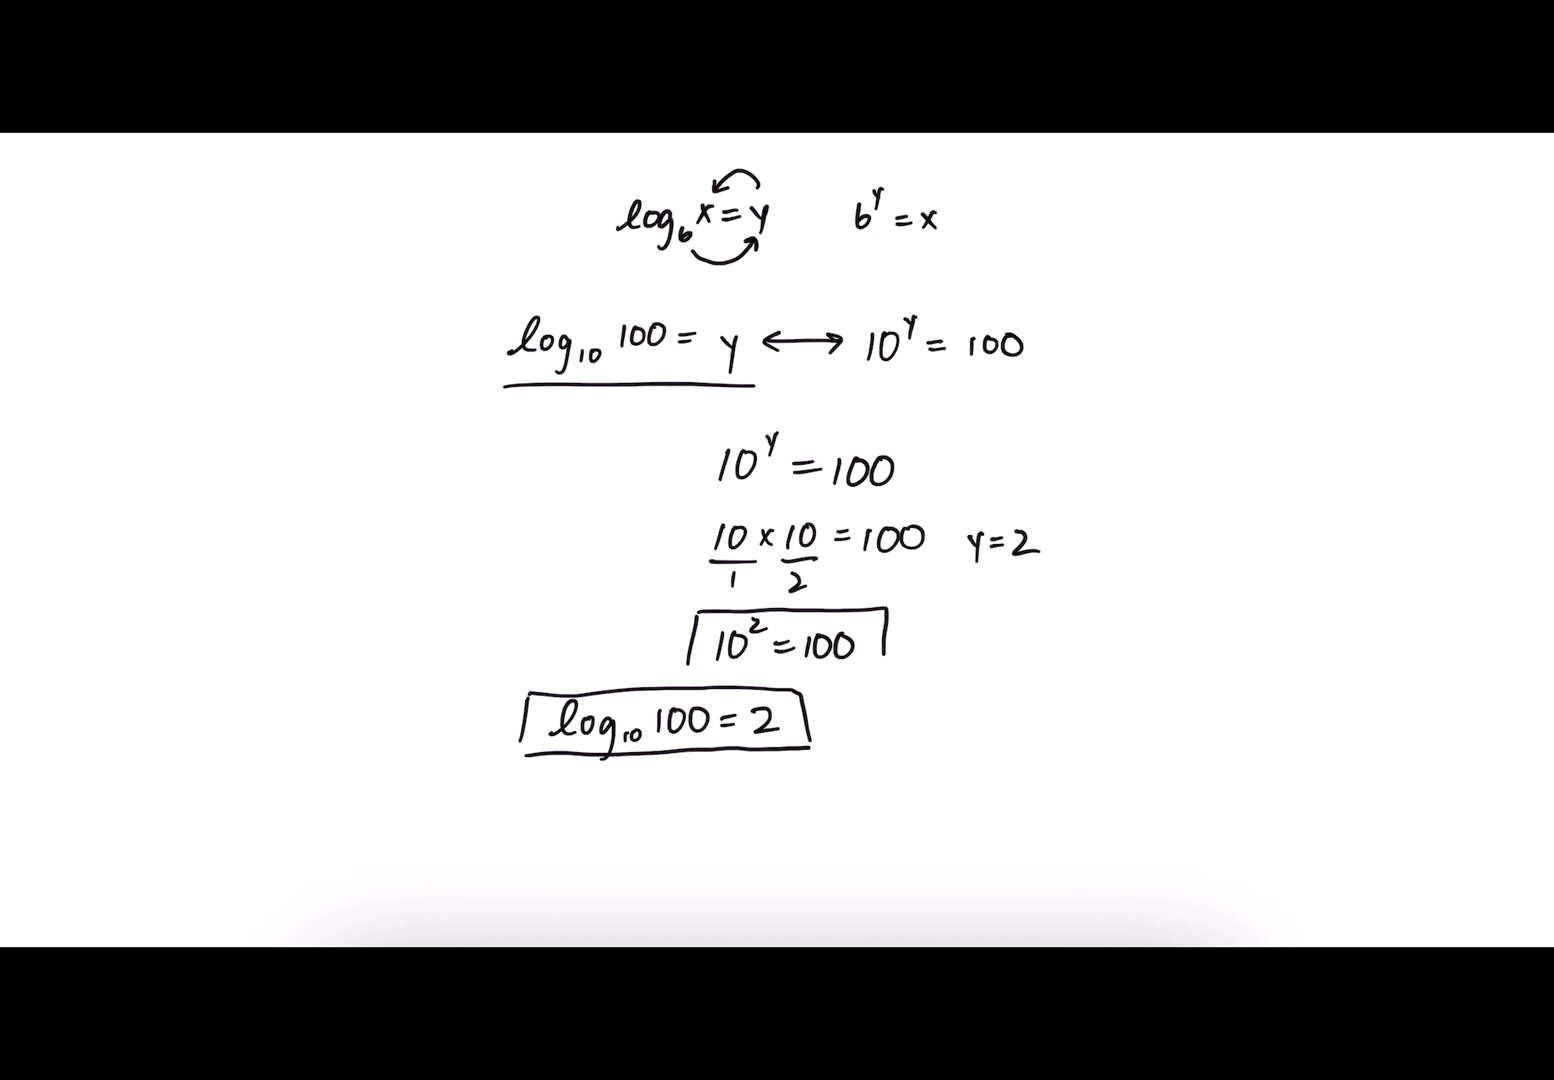 log_b x = y b^y = x
log_10 100 = y ↔ 10^y = 100
10^y = 100
10 x 10 = 100 y = 2
1 2
10^2 = 100
log_10 100 = 2